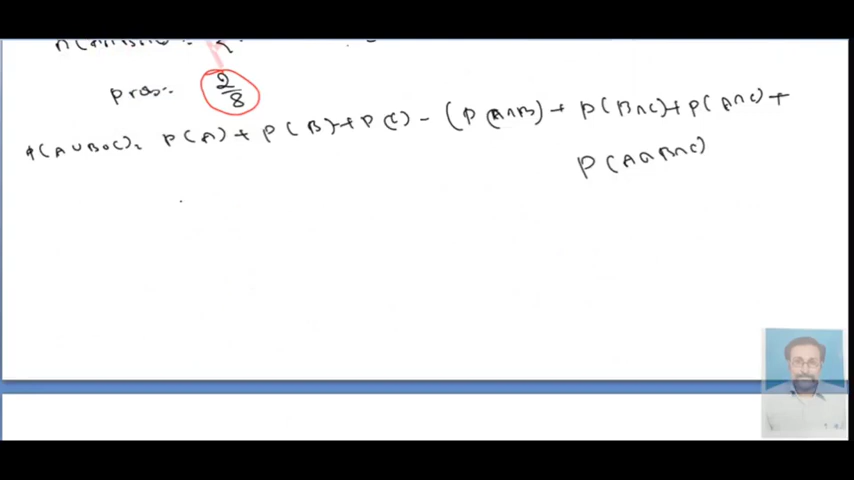 prob:- 2/8
P(A∪B∪C)= P(A)+P(B)+P(C)-(P(A∩B)+P(B∩C)+P(A∩C)+
P(A∩B∩C)